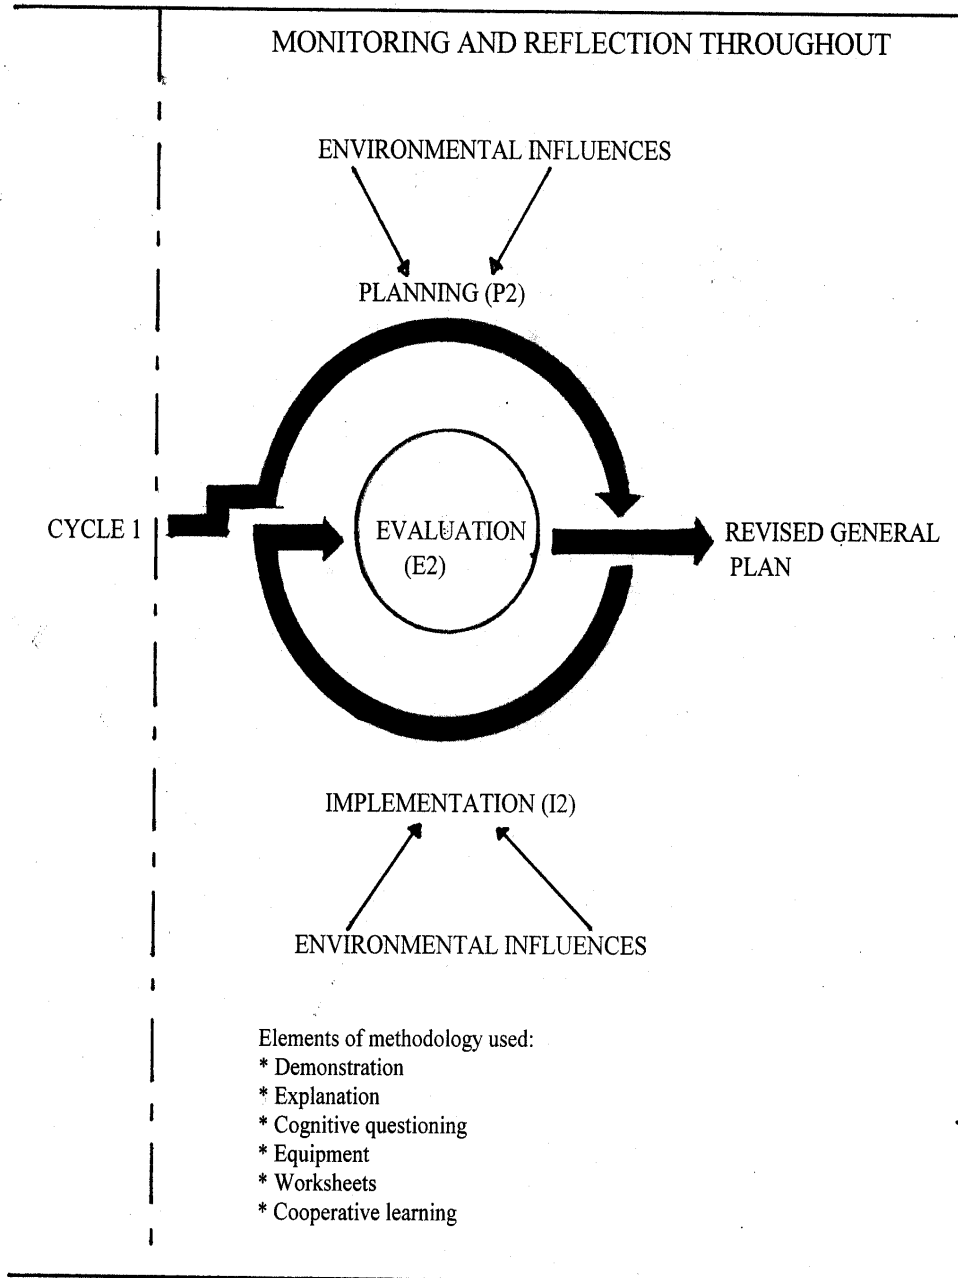 MONITORING AND REFLECTION THROUGHOUT
ENVIRONMENTAL INFLUENCES
PLANNING (P2)
CYCLE 1
EVALUATION
(E2)
REVISED GENERAL
PLAN
IMPLEMENTATION (I2)
ENVIRONMENTAL INFLUENCES
Elements of methodology used:
* Demonstration
* Explanation
* Cognitive questioning
* Equipment
* Worksheets
* Cooperative learning